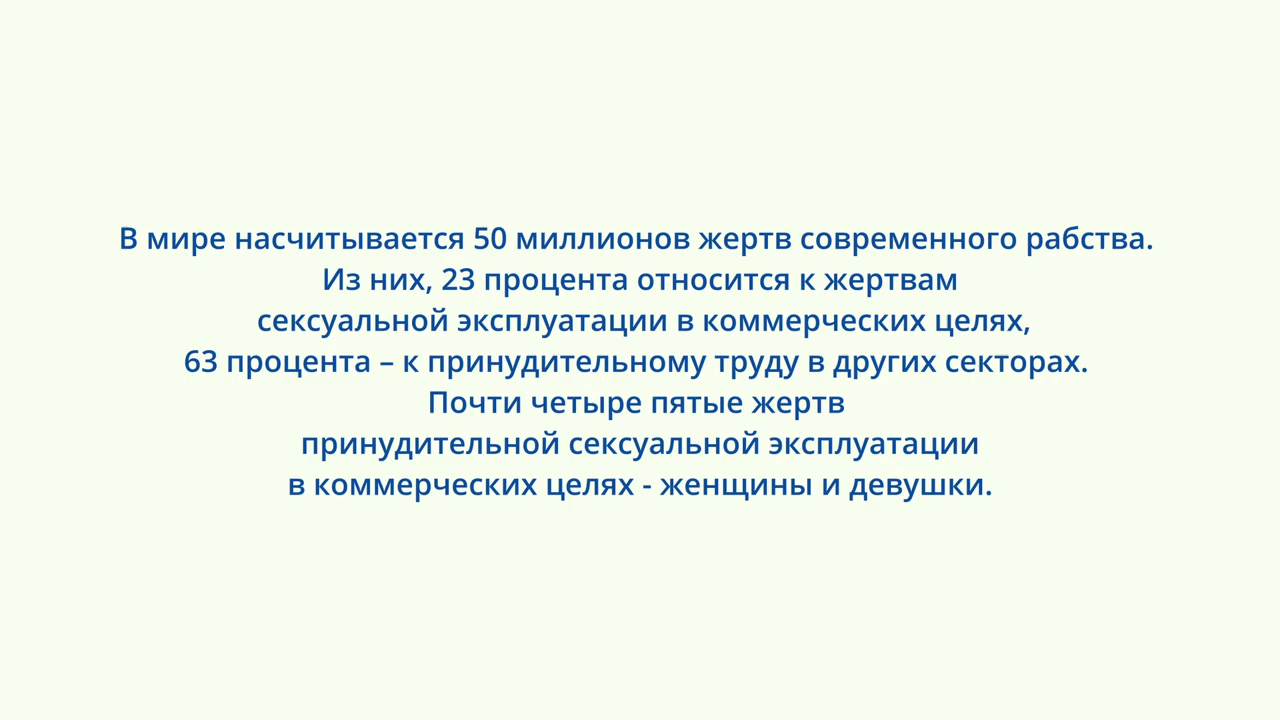 В мире насчитывается 50 миллионов жертв современного рабства.
Из них, 23 процента относится к жертвам
сексуальной эксплуатации в коммерческих целях,
63 процента – к принудительному труду в других секторах.
Почти четыре пятые жертв
принудительной сексуальной эксплуатации
в коммерческих целях - женщины и девушки.